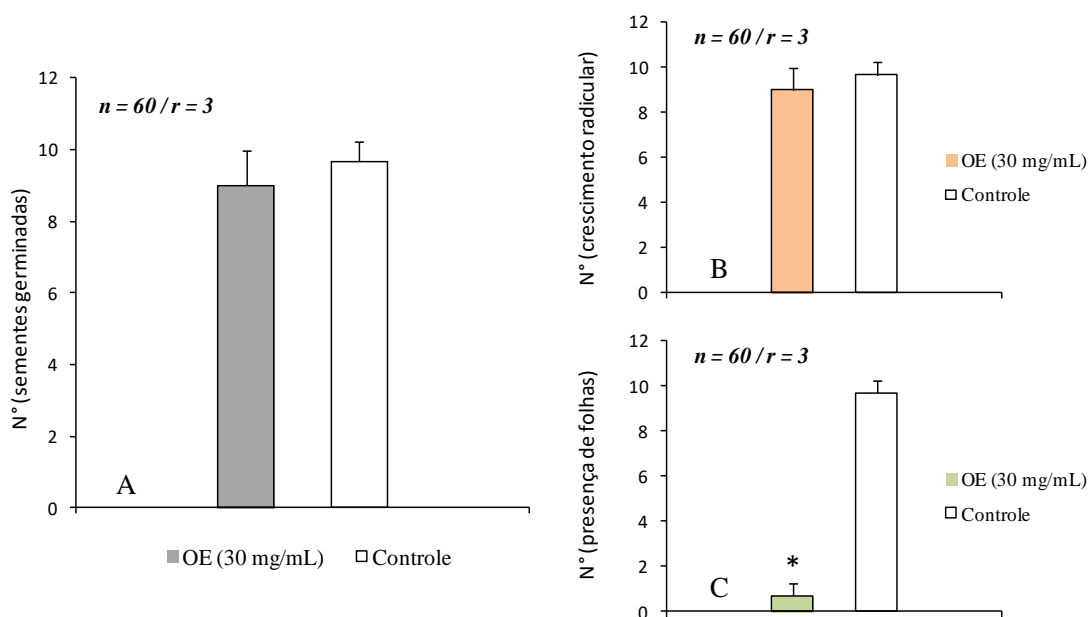 N° (sementes germinadas)
12
10
8
6
4
2
0
n = 60 / r = 3
A
OE (30 mg/mL)
Controle
N° (crescimento radicular)
12
10
8
6
4
2
0
n = 60 / r = 3
B
OE (30 mg/mL)
Controle
N° (presença de folhas)
12
10
8
6
4
2
0
n = 60 / r = 3
*
C
OE (30 mg/mL)
Controle